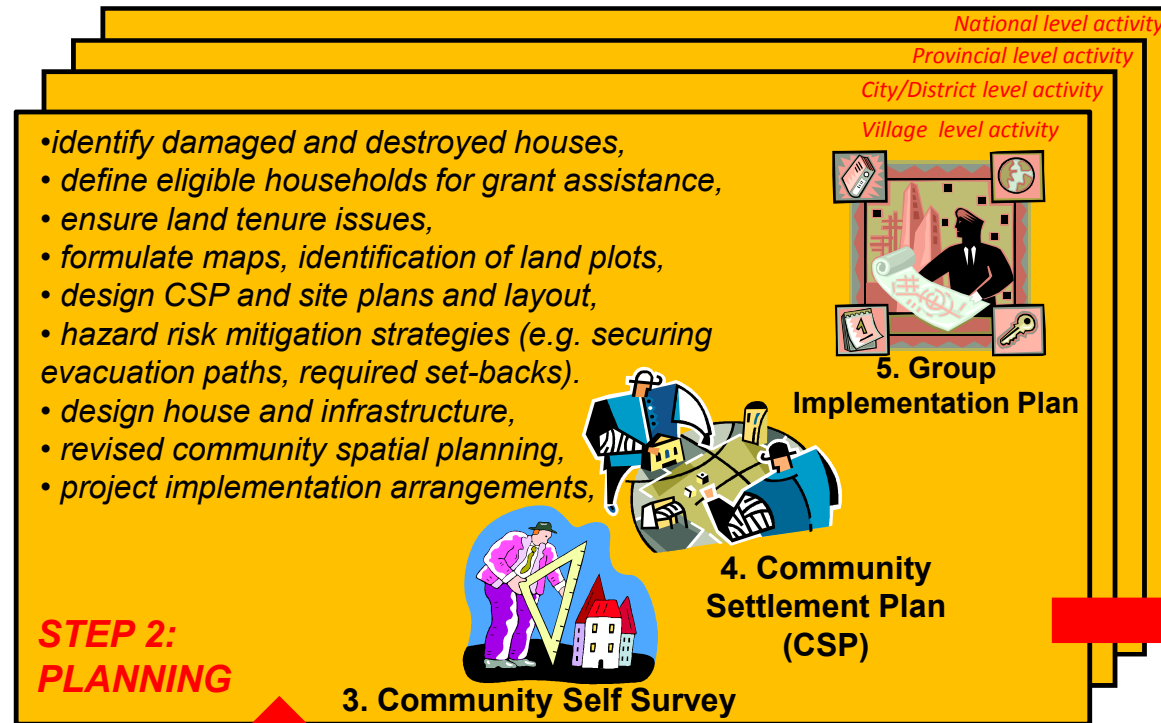 National level activity
Provincial level activity
City/District level activity
Village level activity
•identify damaged and destroyed houses,
• define eligible households for grant assistance,
• ensure land tenure issues,
• formulate maps, identification of land plots,
• design CSP and site plans and layout,
• hazard risk mitigation strategies (e.g. securing
evacuation paths, required set-backs).
• design house and infrastructure,
• revised community spatial planning,
• project implementation arrangements,
1
5. Group
Implementation Plan
4. Community
Settlement Plan
(CSP)
STEP 2:
PLANNING
3. Community Self Survey